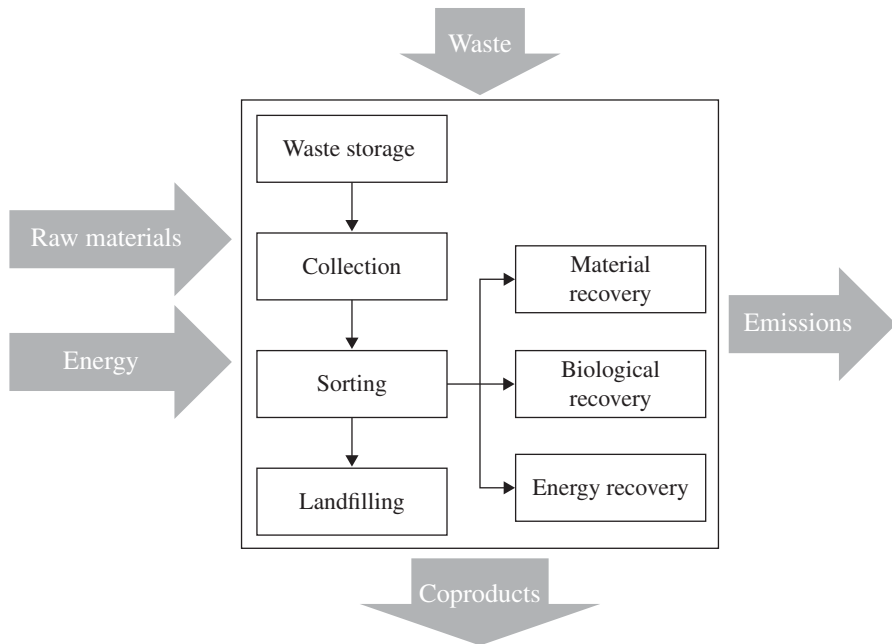 Waste
Waste storage
Raw materials
Collection
Material
recovery
Emissions
Energy
Sorting
Biological
recovery
Landfilling
Energy recovery
Coproducts